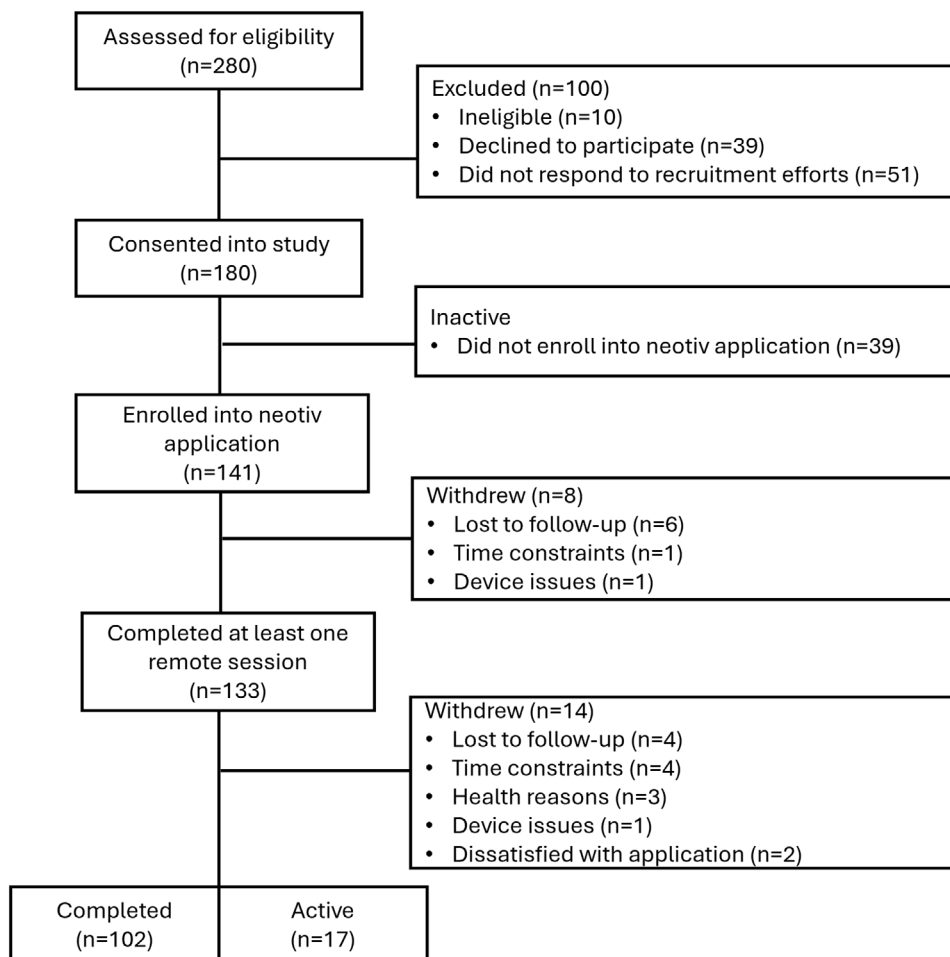 Assessed for eligibility
(n=280)
Excluded (n=100)
• Ineligible (n=10)
• Declined to participate (n=39)
• Did not respond to recruitment efforts (n=51)
Consented into study
(n=180)
Inactive
• Did not enroll into neotiv application (n=39)
Enrolled into neotiv
application
(n=141)
Withdrew (n=8)
• Lost to follow-up (n=6)
• Time constraints (n=1)
• Device issues (n=1)
Completed at least one
remote session
(n=133)
Withdrew (n=14)
• Lost to follow-up (n=4)
• Time constraints (n=4)
• Health reasons (n=3)
• Device issues (n=1)
• Dissatisfied with application (n=2)
Completed
(n=102)
Active
(n=17)